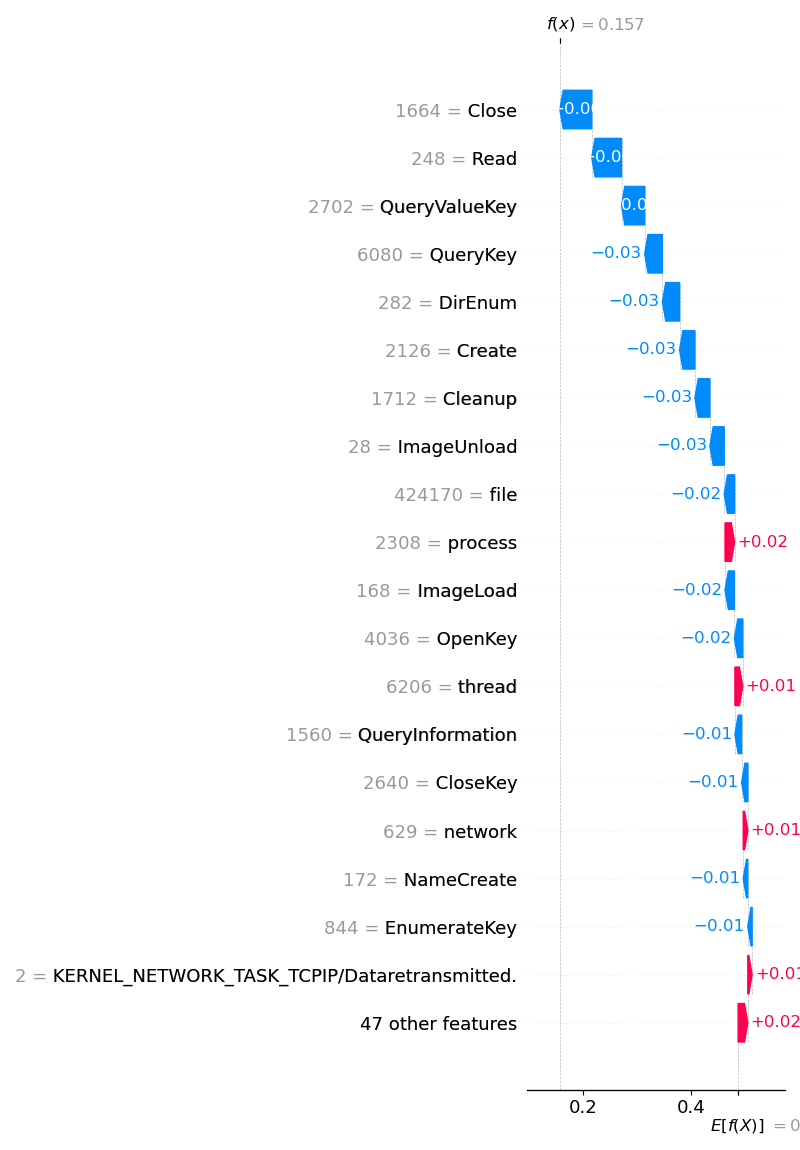 f(x) = 0.157
1664 = Close
248 = Read
2702 = QueryValueKey
6080 = QueryKey −0.03
282 = DirEnum −0.03
2126 = Create −0.03
1712 = Cleanup −0.03
28 = ImageUnload −0.03
424170 = file −0.02
2308 = process +0.02
168 = ImageLoad −0.02
4036 = OpenKey −0.02
6206 = thread +0.01
1560 = QueryInformation −0.01
2640 = CloseKey −0.01
629 = network +0.01
172 = NameCreate −0.01
844 = EnumerateKey −0.01
2 = KERNEL_NETWORK_TASK_TCPIP/Dataretransmitted. +0.01
47 other features +0.02
0.2 0.4
E[f(X)] = 0